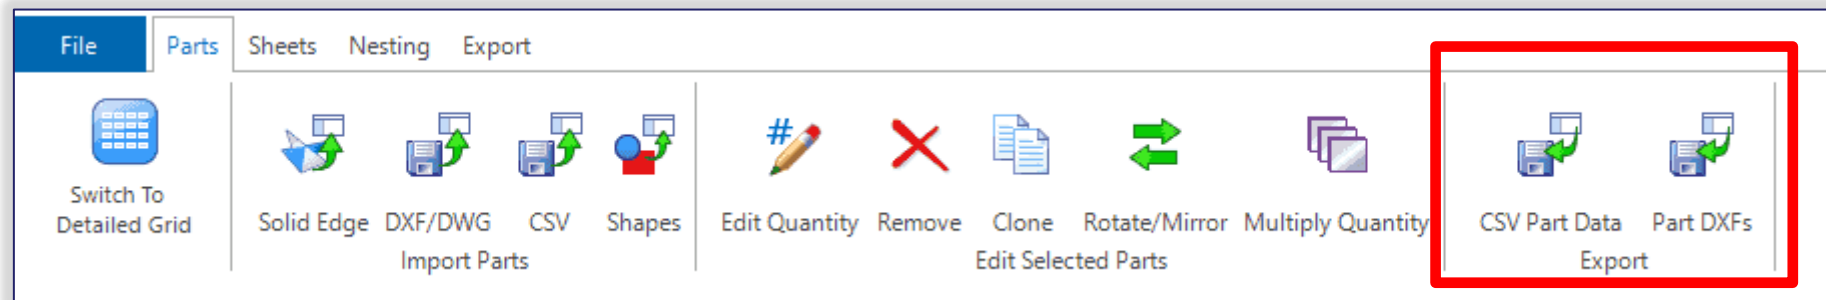 File Parts Sheets Nesting Export
Switch To
Detailed Grid
Solid Edge DXF/DWG CSV Shapes
Import Parts
# Edit Quantity Remove Clone Rotate/Mirror Multiply Quantity
Edit Selected Parts
CSV Part Data Part DXFs
Export